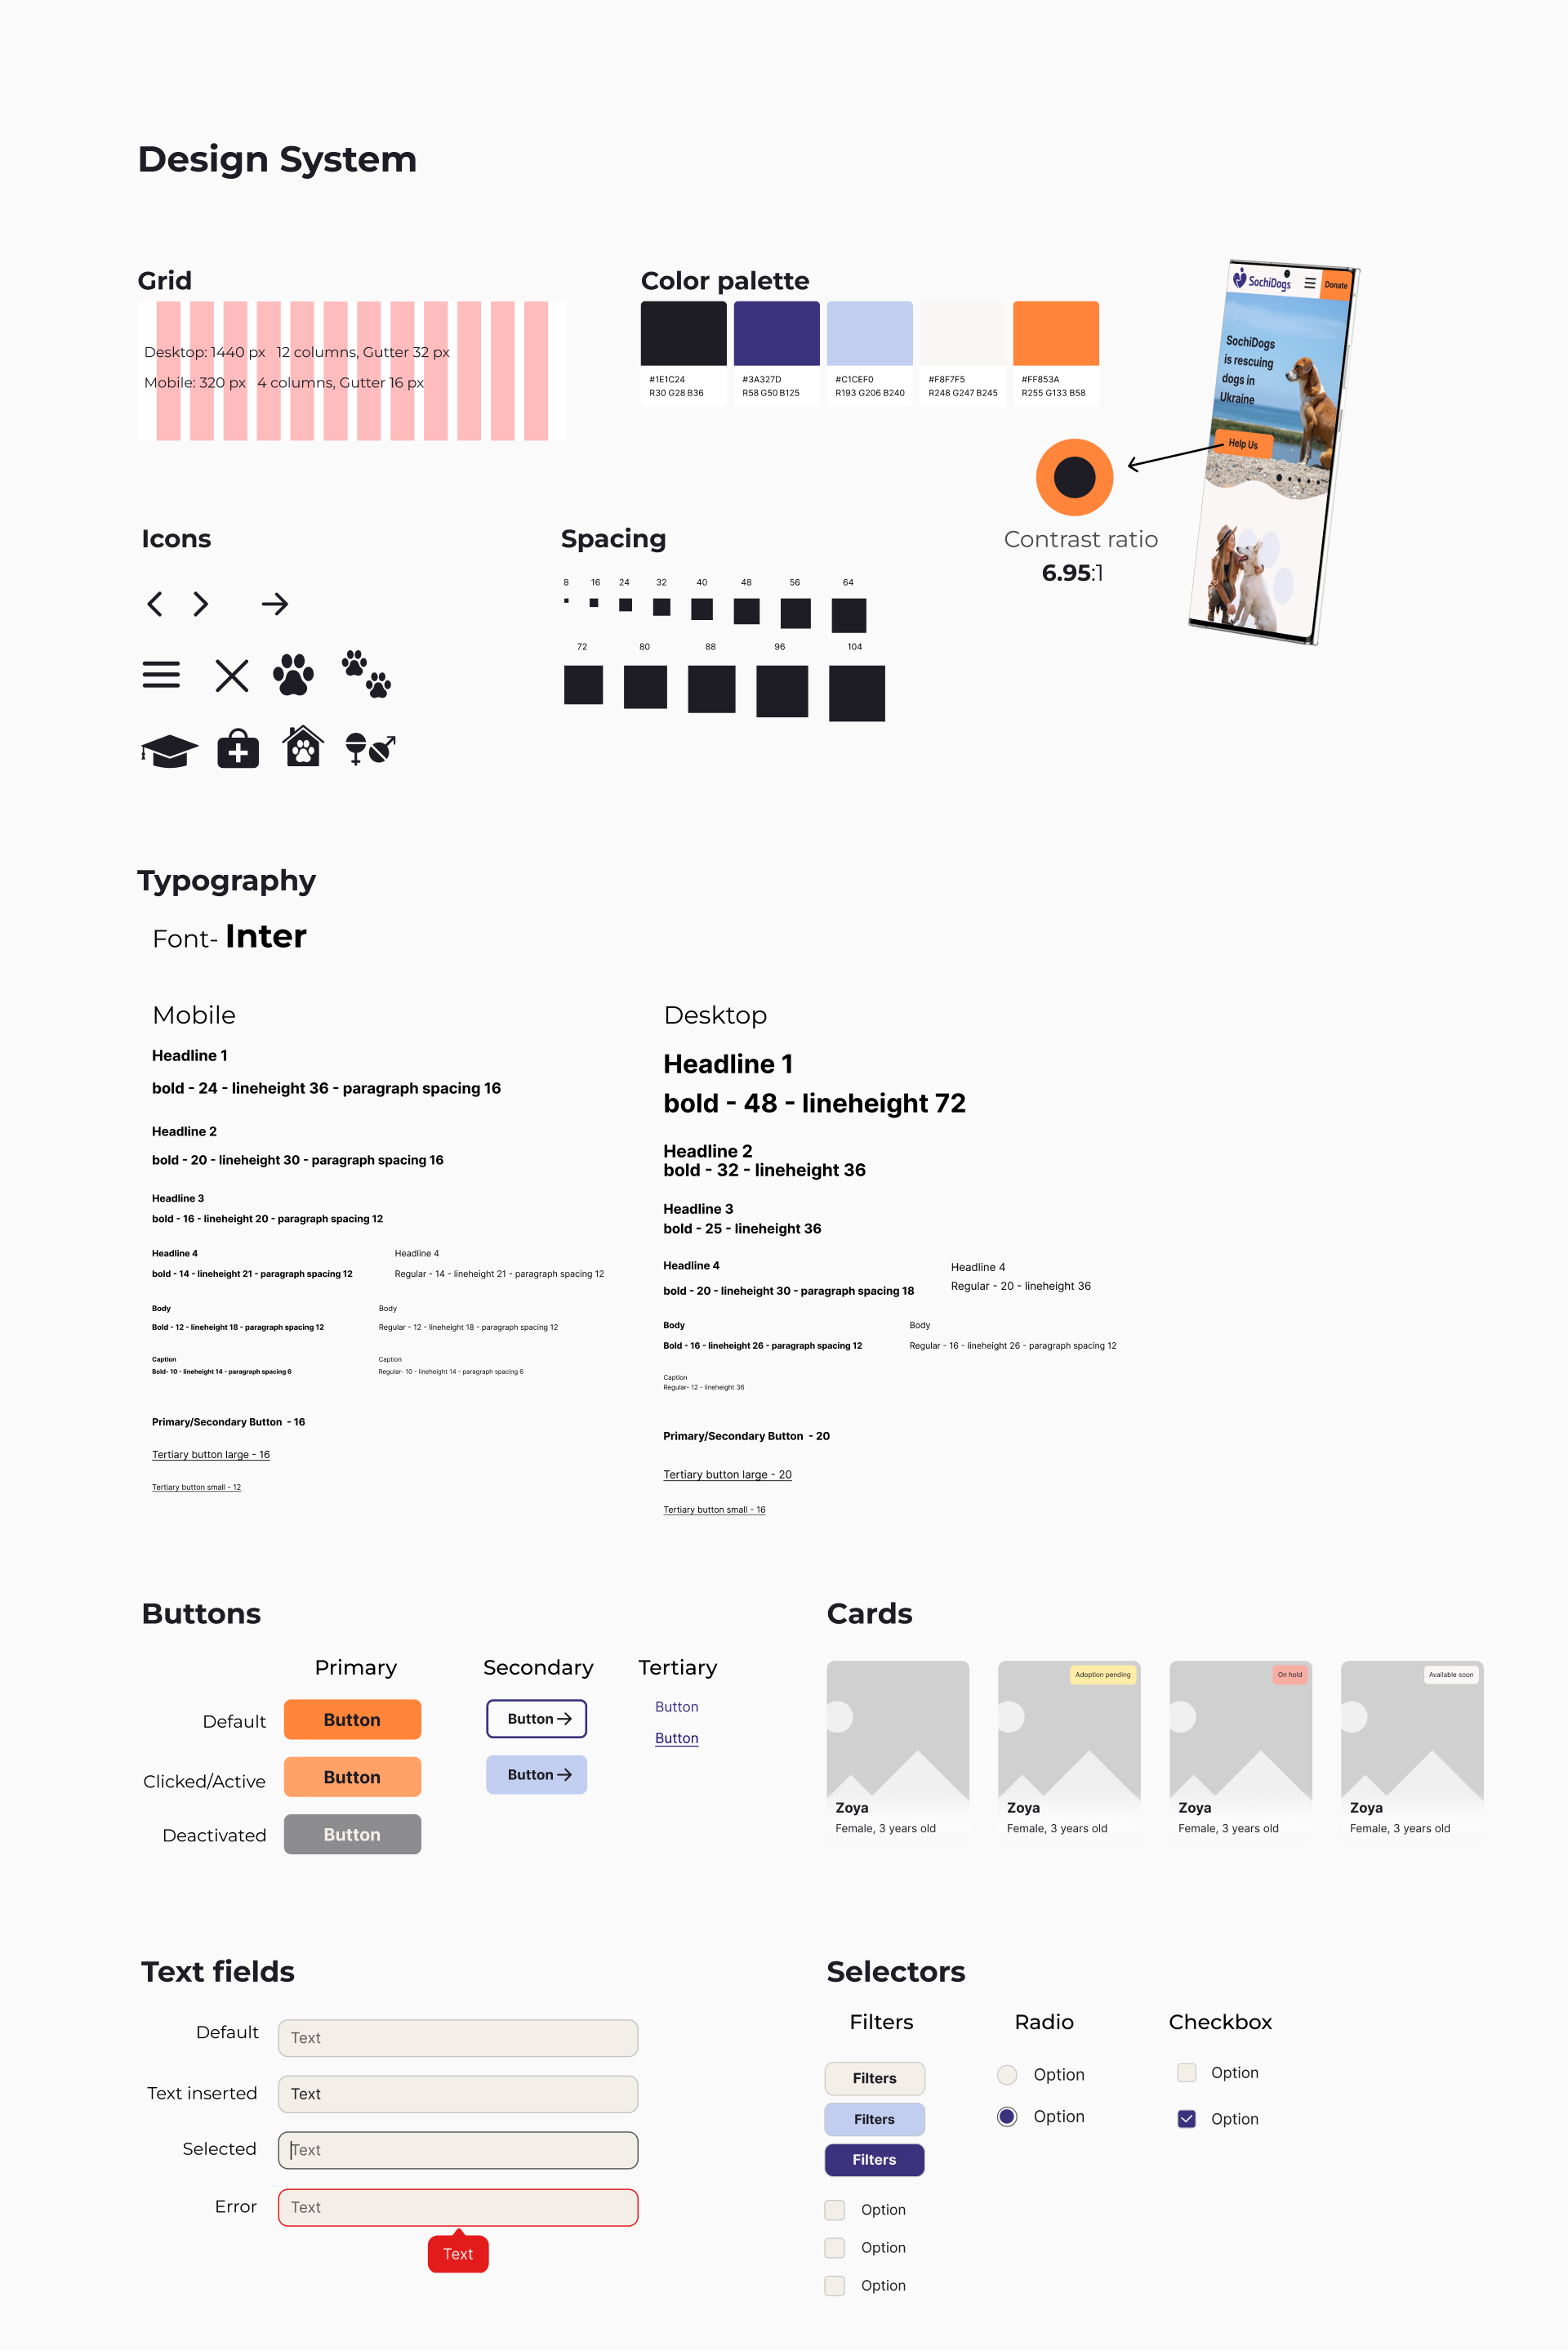 Design System
Grid
Desktop: 1440 px   12 columns, Gutter 32 px
Mobile: 320 px   4 columns, Gutter 16 px
Color palette
#1E1C24
R30 G28 B36
#3A327D
R58 G50 B125
#C1CEF0
R193 G206 B240
#F8F7F5
R248 G247 B245
#FF853A
R255 G133 B58
SochiDogs
Donate
SochiDogs
is rescuing
dogs in
Ukraine
Help Us
Contrast ratio
6.95:1
Icons
Spacing
8 16 24 32 40 48 56 64
72 80 88 96 104
Typography
Font- Inter
Mobile
Headline 1
bold - 24 - lineheight 36 - paragraph spacing 16
Headline 2
bold - 20 - lineheight 30 - paragraph spacing 16
Headline 3
bold - 16 - lineheight 20 - paragraph spacing 12
Headline 4
bold - 14 - lineheight 21 - paragraph spacing 12
Headline 4
Regular - 14 - lineheight 21 - paragraph spacing 12
Body
Bold - 12 - lineheight 18 - paragraph spacing 12
Body
Regular - 12 - lineheight 18 - paragraph spacing 12
Caption
Bold- 10 - lineheight 14 - paragraph spacing 6
Caption
Regular- 10 - lineheight 14 - paragraph spacing 6
Primary/Secondary Button  - 16
Tertiary button large - 16
Tertiary button small - 12
Desktop
Headline 1
bold - 48 - lineheight 72
Headline 2
bold - 32 - lineheight 36
Headline 3
bold - 25 - lineheight 36
Headline 4
bold - 20 - lineheight 30 - paragraph spacing 18
Headline 4
Regular - 20 - lineheight 36
Body
Bold - 16 - lineheight 26 - paragraph spacing 12
Body
Regular - 16 - lineheight 26 - paragraph spacing 12
Caption
Regular- 12 - lineheight 36
Primary/Secondary Button  - 20
Tertiary button large - 20
Tertiary button small - 16
Buttons
Primary Secondary Tertiary
Default Button Button Button
Button
Clicked/Active Button Button
Deactivated Button
Cards
Zoya
Female, 3 years old
Adoption pending
Zoya
Female, 3 years old
On hold
Zoya
Female, 3 years old
Available soon
Zoya
Female, 3 years old
Text fields
Default Text
Text inserted Text
Selected Text
Error Text
Text
Selectors
Filters
Filters
Filters
Filters
Option
Option
Option
Radio
Option
Option
Checkbox
Option
Option